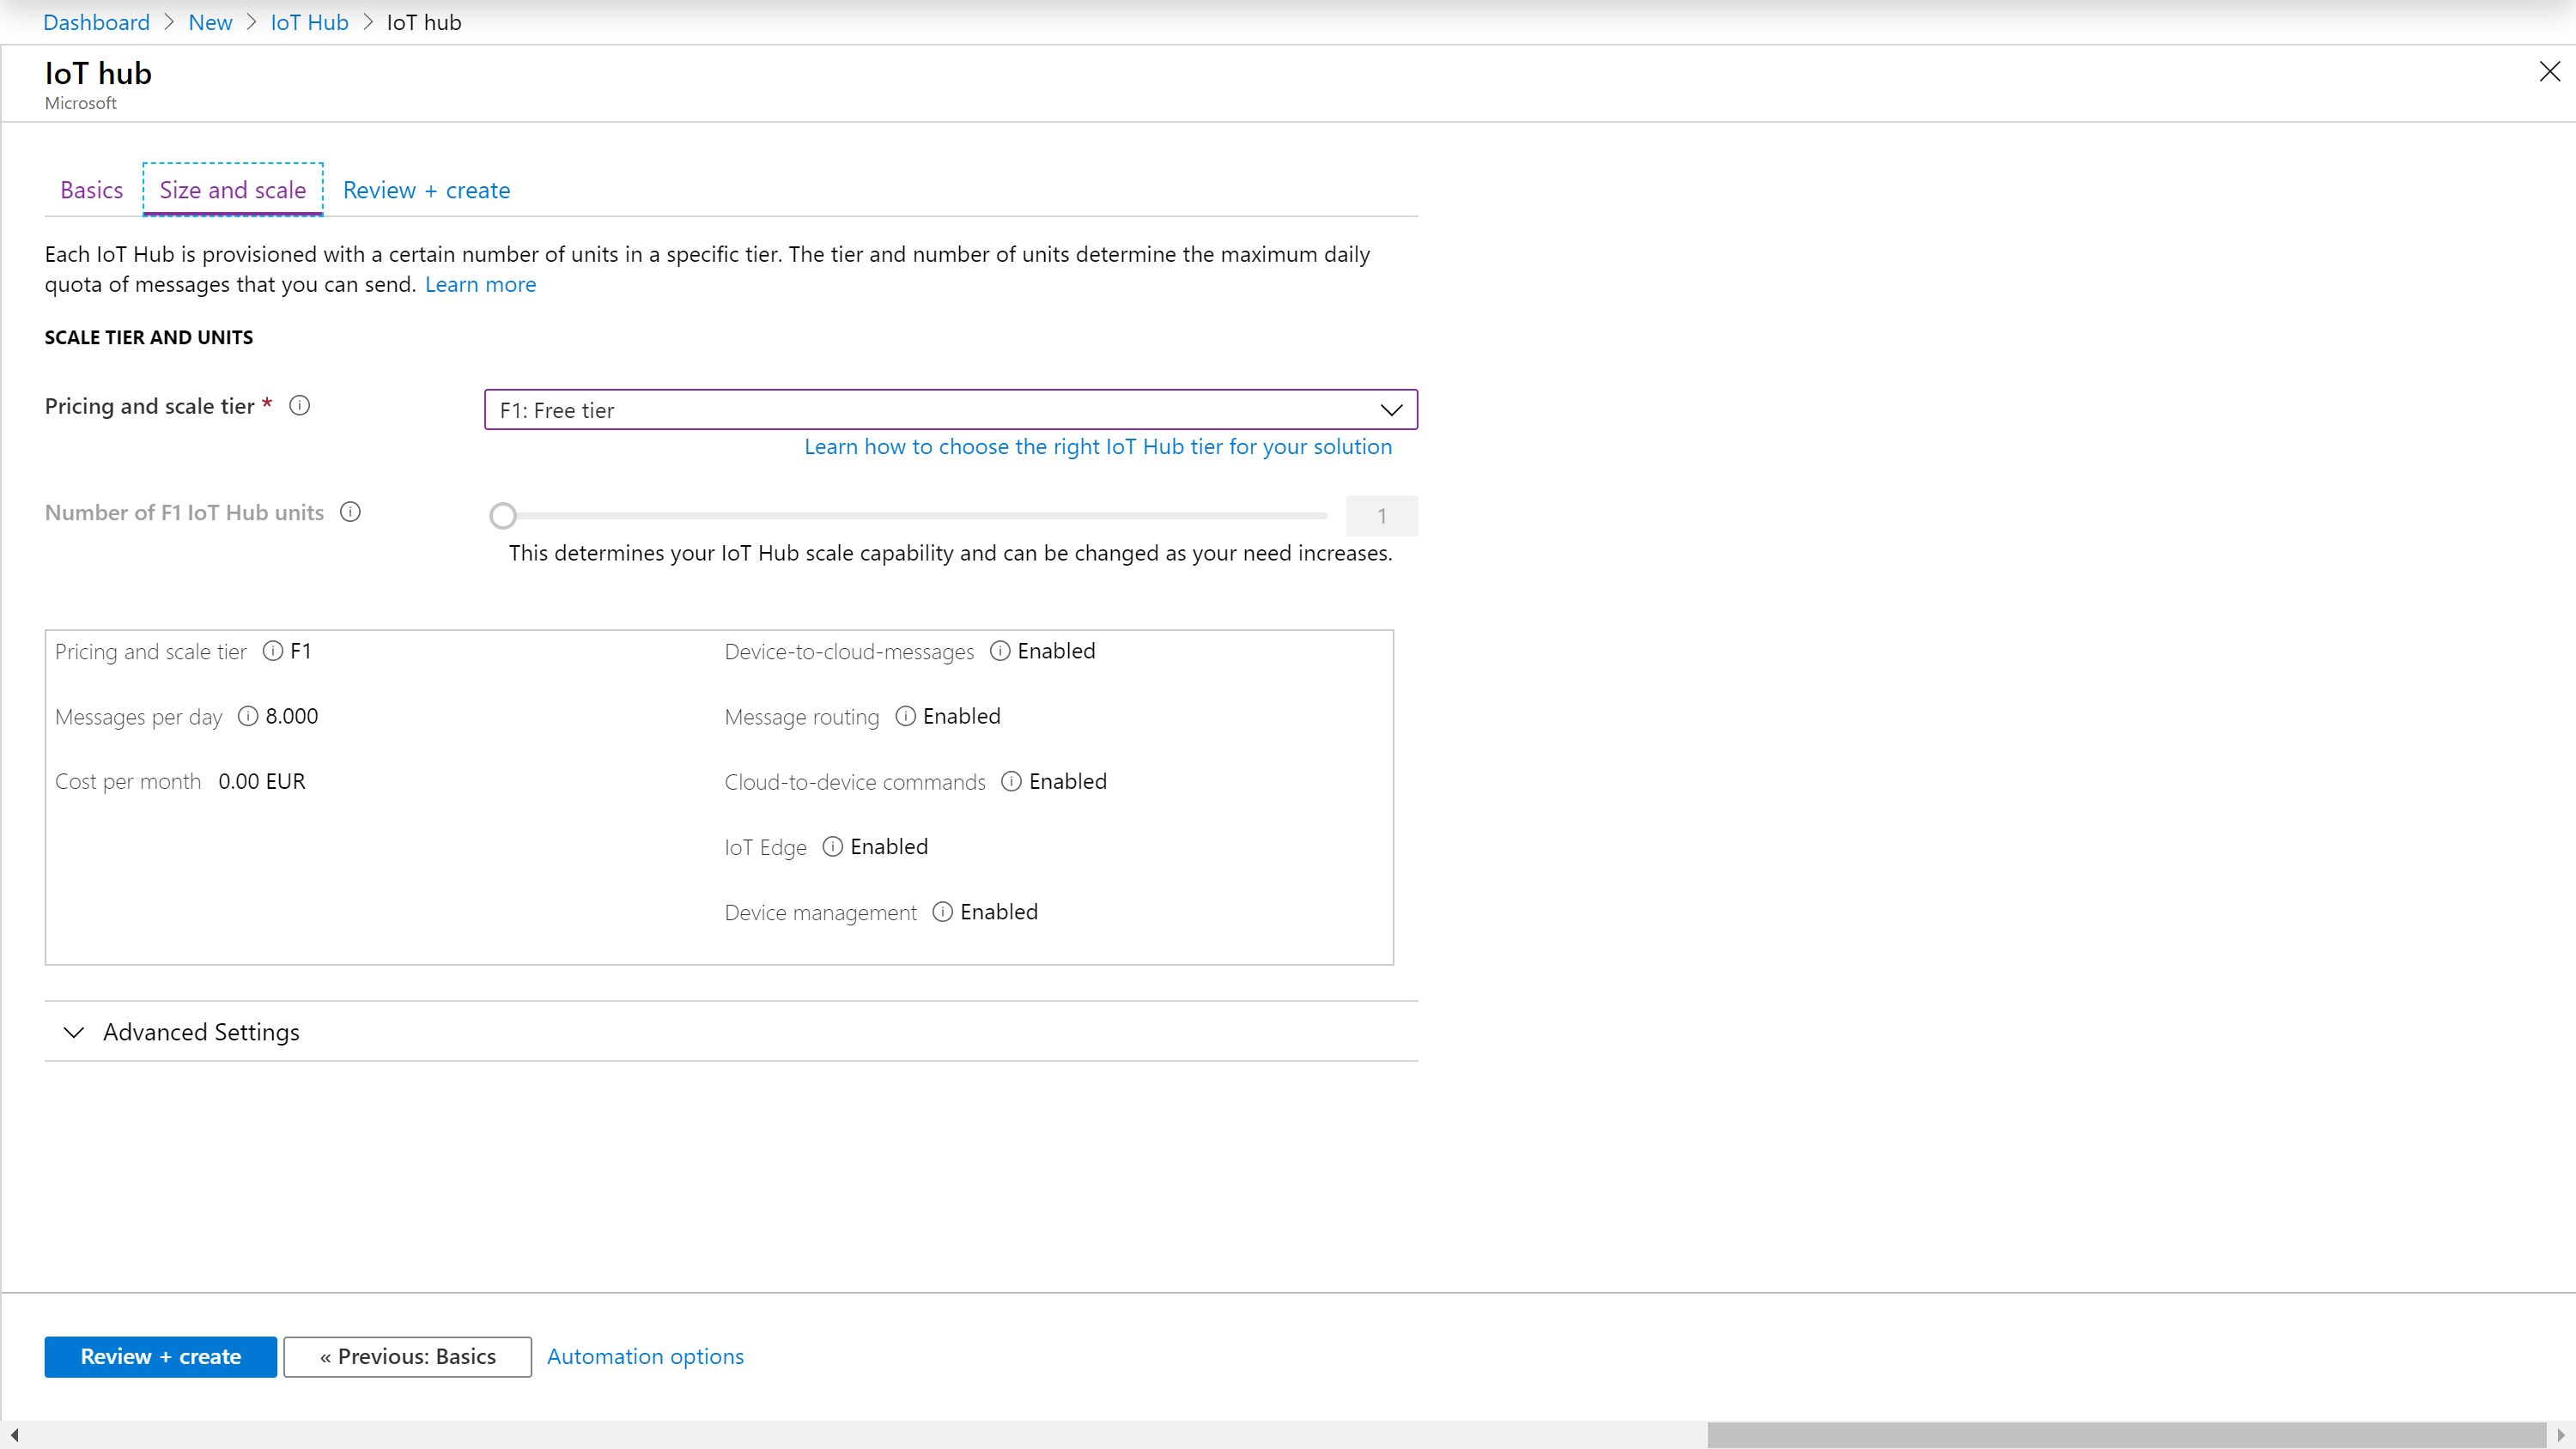 Dashboard > New > IoT Hub > IoT hub
IoT hub
Microsoft
Basics Size and scale Review + create
Each IoT Hub is provisioned with a certain number of units in a specific tier. The tier and number of units determine the maximum daily
quota of messages that you can send. Learn more
SCALE TIER AND UNITS
Pricing and scale tier * F1: Free tier
Learn how to choose the right IoT Hub tier for your solution
Number of F1 IoT Hub units 1
This determines your IoT Hub scale capability and can be changed as your need increases.
Pricing and scale tier F1
Messages per day 8.000
Cost per month 0.00 EUR
Device-to-cloud-messages Enabled
Message routing Enabled
Cloud-to-device commands Enabled
IoT Edge Enabled
Device management Enabled
Advanced Settings
Review + create « Previous: Basics Automation options